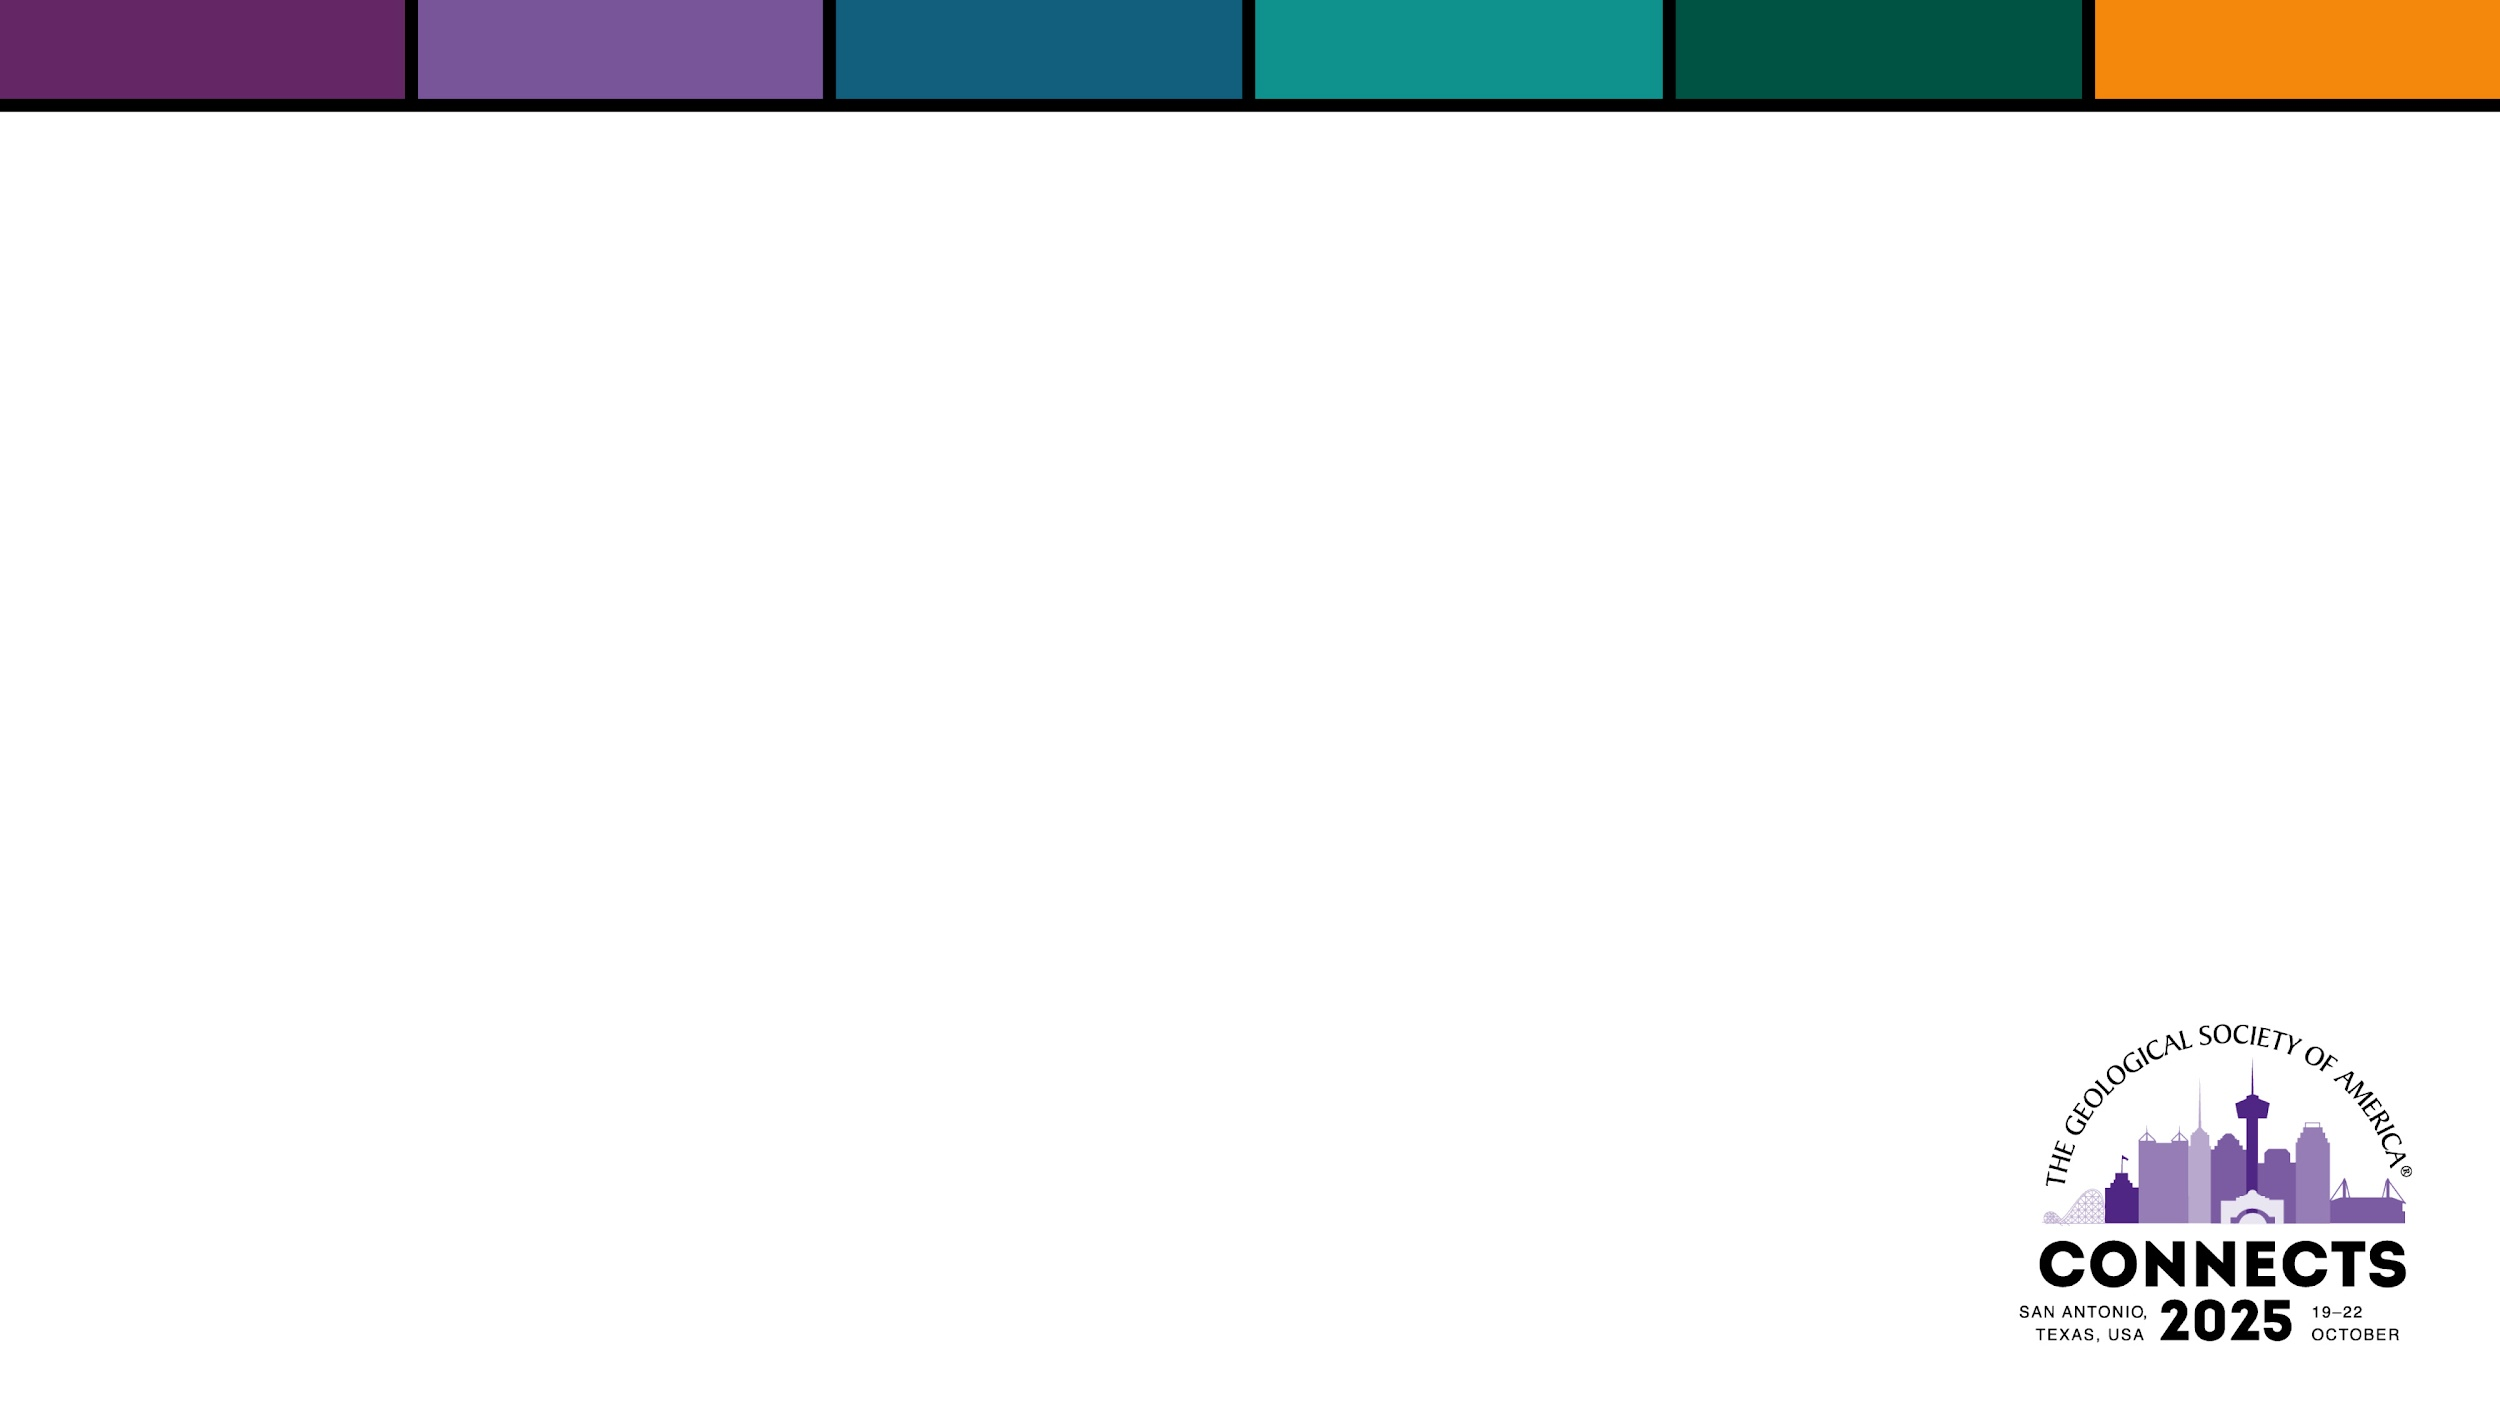 THE GEOLOGICAL SOCIETY OF AMERICA®
CONNECTS
SAN ANTONIO,
TEXAS, USA
2025
19–22
OCTOBER